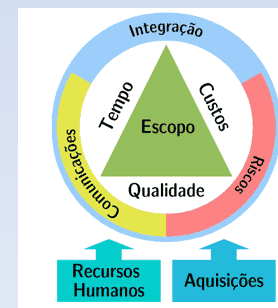 Integração
Tempo
Custos
Escopo
Qualidade
Comunicações
Riscos
Recursos
Humanos
Aquisições